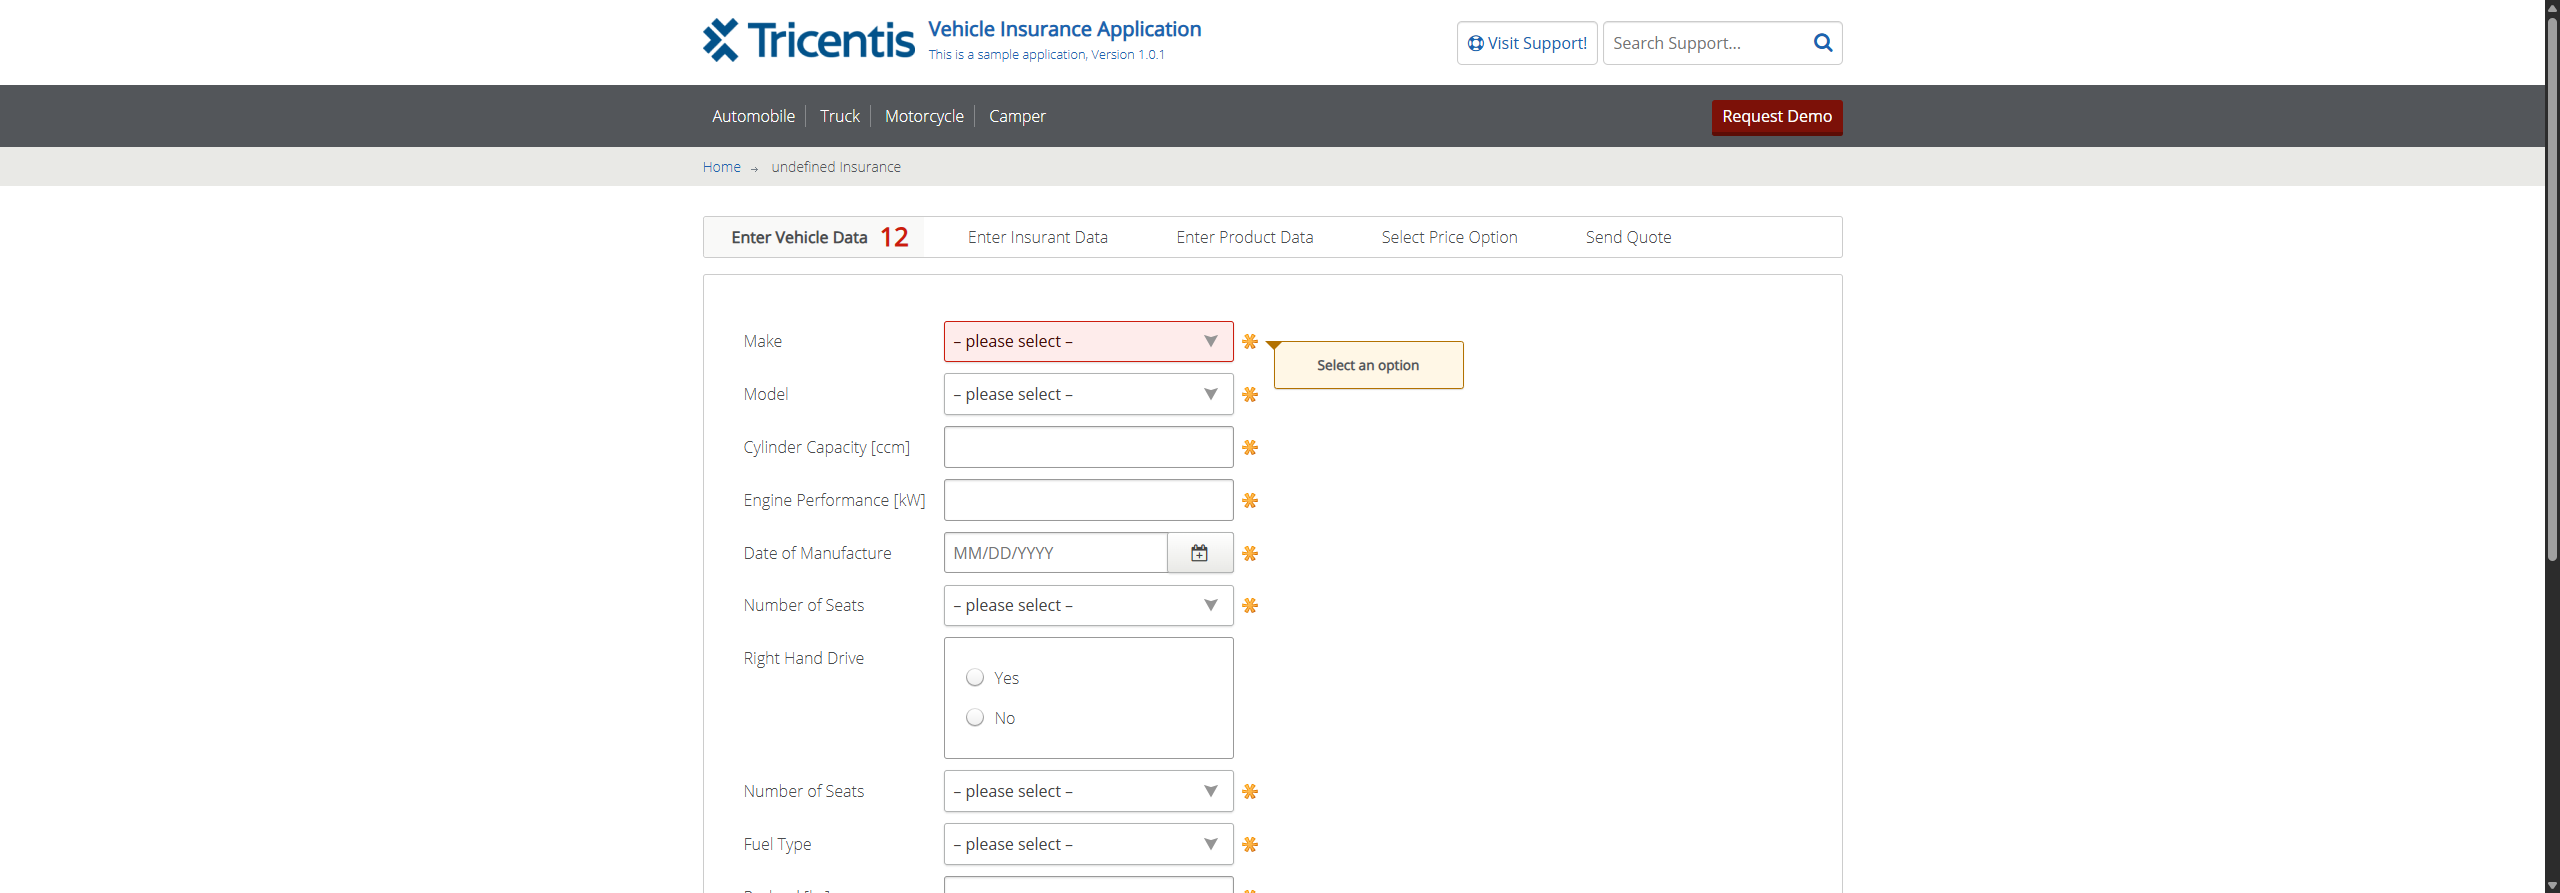 Tricentis
Vehicle Insurance Application
This is a sample application, Version 1.0.1
Visit Support!
Search Support...
Automobile
Truck
Motorcycle
Camper
Request Demo
Home → undefined Insurance
Enter Vehicle Data 12
Enter Insurant Data
Enter Product Data
Select Price Option
Send Quote
Make
– please select –
Select an option
Model
– please select –
Cylinder Capacity [ccm]
Engine Performance [kW]
Date of Manufacture
MM/DD/YYYY
Number of Seats
– please select –
Right Hand Drive
Yes
No
Number of Seats
– please select –
Fuel Type
– please select –